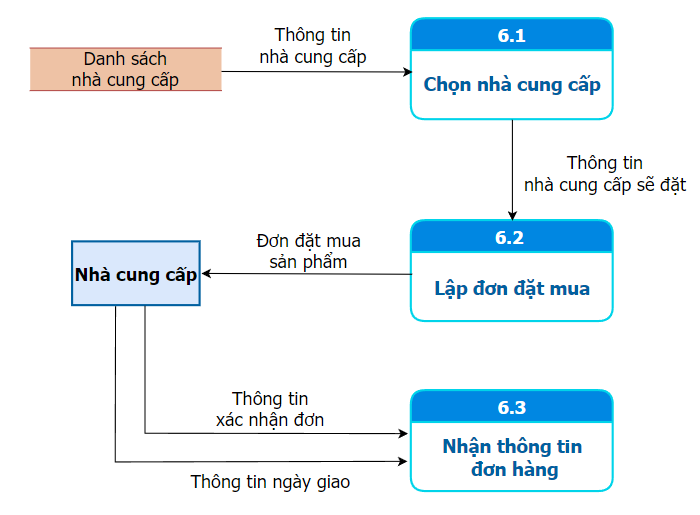 Thông tin
nhà cung cấp
6.1
Danh sách
nhà cung cấp
Chọn nhà cung cấp
Thông tin
nhà cung cấp sẽ đặt
6.2
Đơn đặt mua
sản phẩm
Nhà cung cấp
Lập đơn đặt mua
Thông tin
xác nhận đơn
6.3
Nhận thông tin
đơn hàng
Thông tin ngày giao